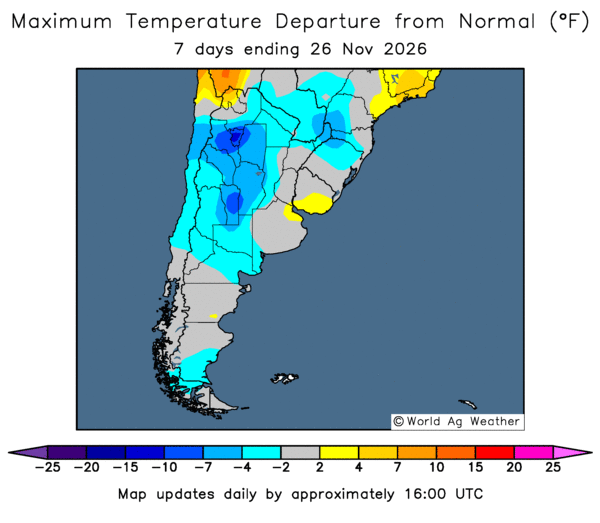 Maximum Temperature Departure from Normal (°F)
7 days ending 26 Nov 2026
© World Ag Weather
-25 -20 -15 -10 -7 -4 -2 2 4 7 10 15 20 25
Map updates daily by approximately 16:00 UTC